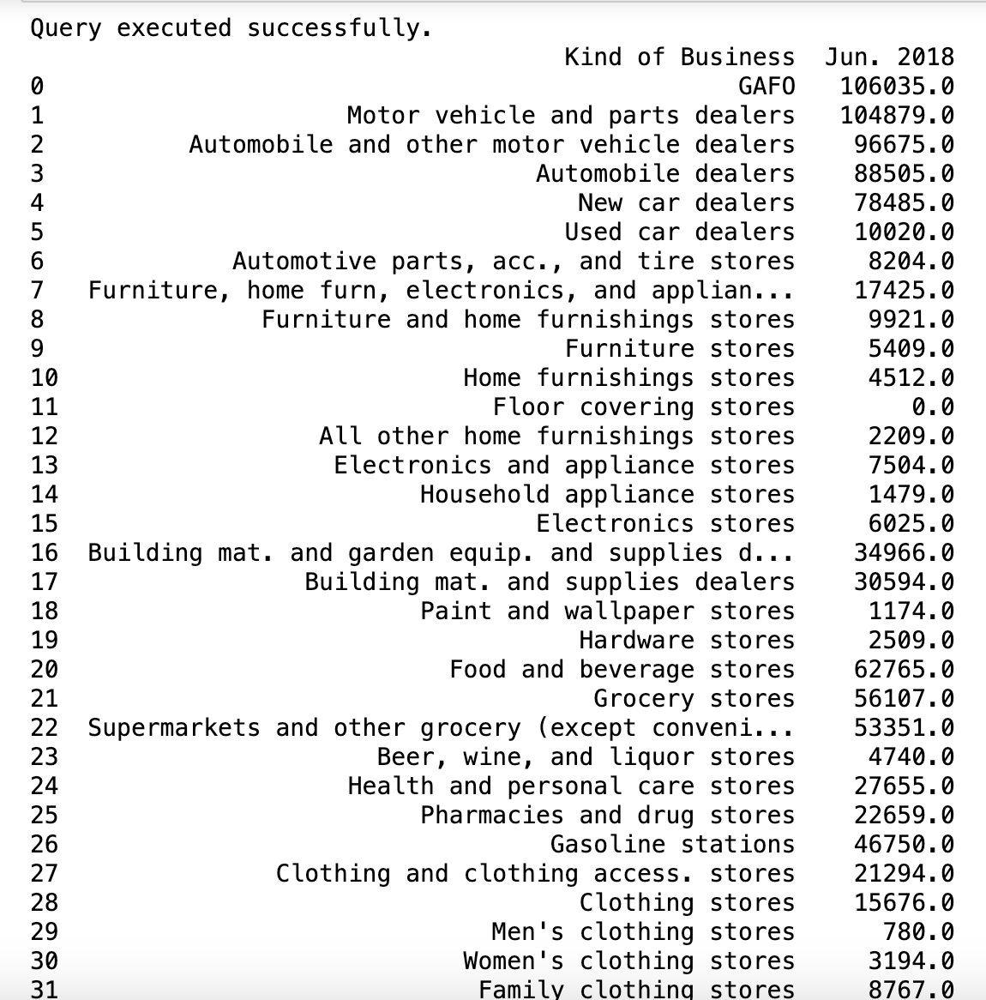 Query executed successfully.
Kind of Business Jun. 2018
0 GAFO 106035.0
1 Motor vehicle and parts dealers 104879.0
2 Automobile and other motor vehicle dealers 96675.0
3 Automobile dealers 88505.0
4 New car dealers 78485.0
5 Used car dealers 10020.0
6 Automotive parts, acc., and tire stores 8204.0
7 Furniture, home furn, electronics, and applian... 17425.0
8 Furniture and home furnishings stores 9921.0
9 Furniture stores 5409.0
10 Home furnishings stores 4512.0
11 Floor covering stores 0.0
12 All other home furnishings stores 2209.0
13 Electronics and appliance stores 7504.0
14 Household appliance stores 1479.0
15 Electronics stores 6025.0
16 Building mat. and garden equip. and supplies d... 34966.0
17 Building mat. and supplies dealers 30594.0
18 Paint and wallpaper stores 1174.0
19 Hardware stores 2509.0
20 Food and beverage stores 62765.0
21 Grocery stores 56107.0
22 Supermarkets and other grocery (except conveni... 53351.0
23 Beer, wine, and liquor stores 4740.0
24 Health and personal care stores 27655.0
25 Pharmacies and drug stores 22659.0
26 Gasoline stations 46750.0
27 Clothing and clothing access. stores 21294.0
28 Clothing stores 15676.0
29 Men's clothing stores 780.0
30 Women's clothing stores 3194.0
31 Family clothing stores 8767.0